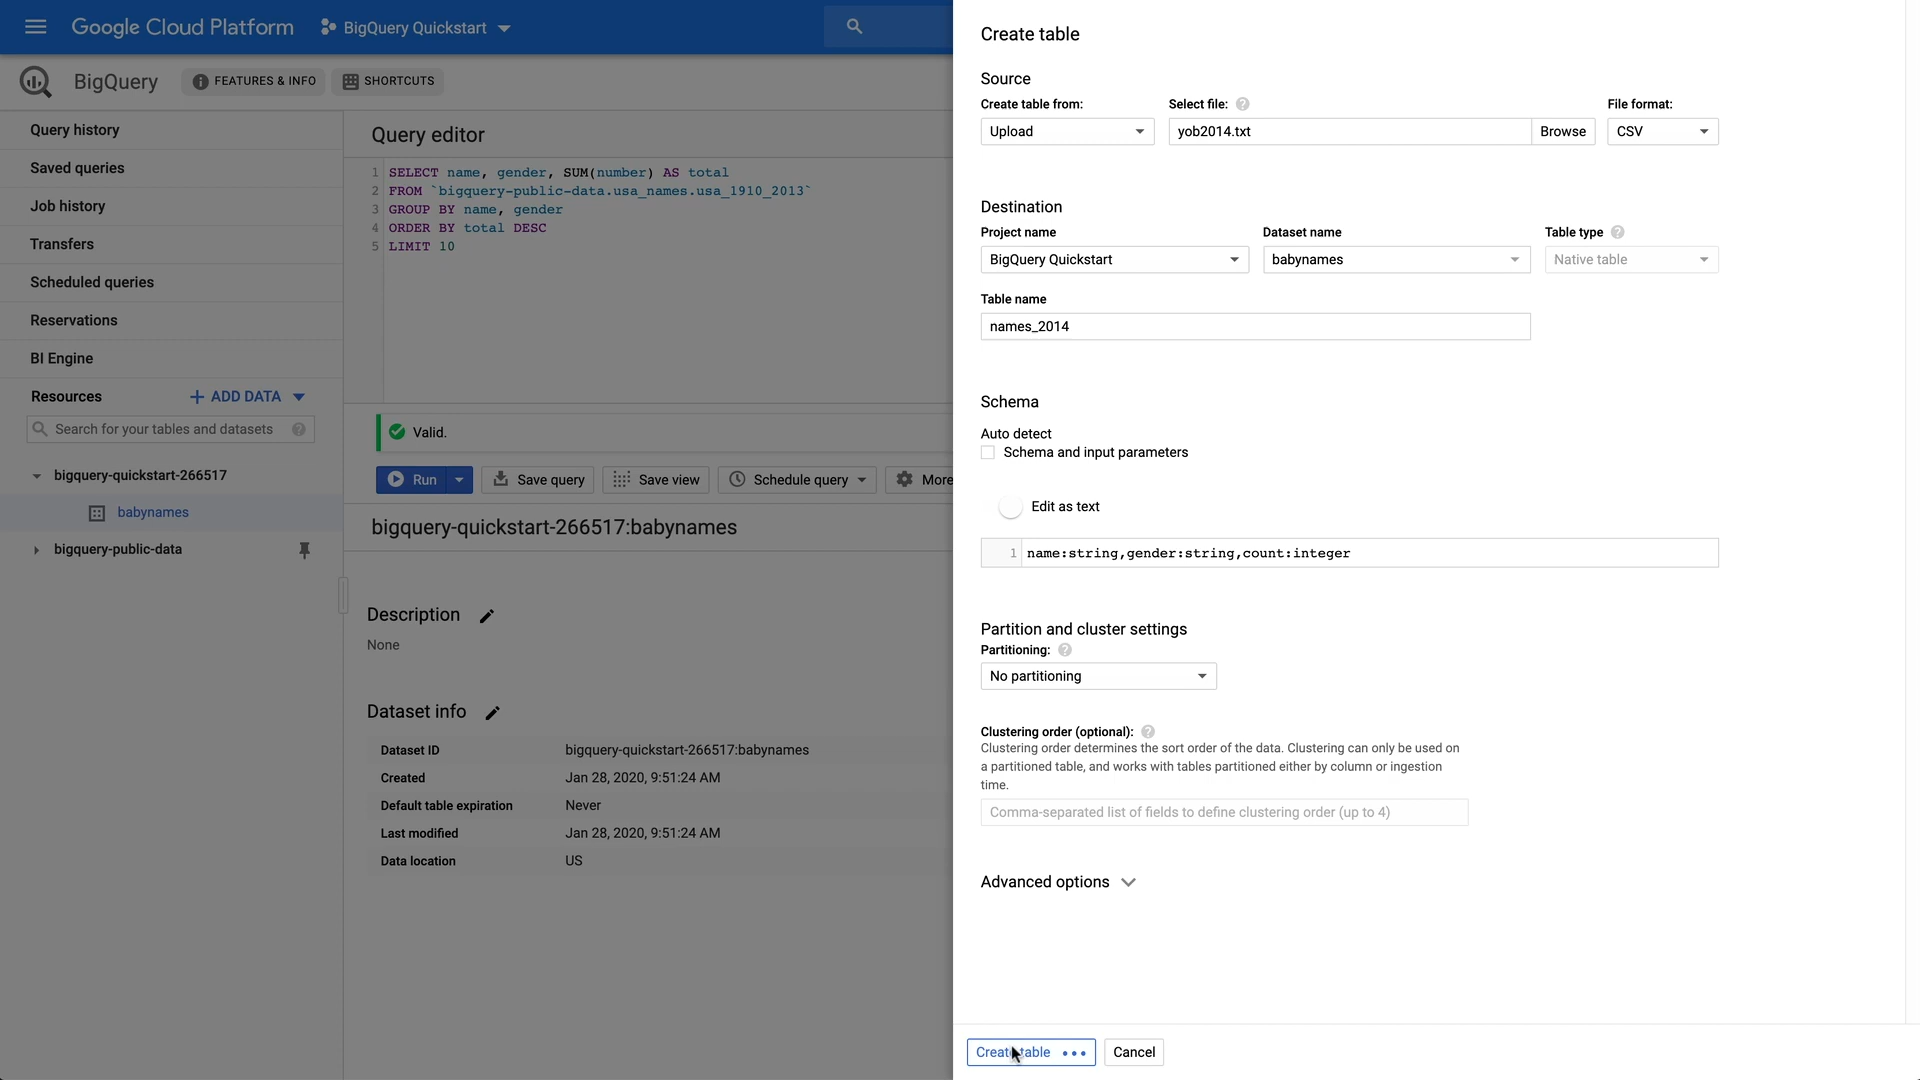 Google Cloud Platform
BigQuery Quickstart
BigQuery
FEATURES & INFO
SHORTCUTS
Query history
Saved queries
Job history
Transfers
Scheduled queries
Reservations
BI Engine
Resources
ADD DATA
Search for your tables and datasets
bigquery-quickstart-266517
babynames
bigquery-public-data
Query editor
1 SELECT name, gender, SUM(number) AS total
2 FROM `bigquery-public-data.usa_names.usa_1910_2013`
3 GROUP BY name, gender
4 ORDER BY total DESC
5 LIMIT 10
Valid.
Run
Save query
Save view
Schedule query
More
bigquery-quickstart-266517:babynames
Description
None
Dataset info
Dataset ID bigquery-quickstart-266517:babynames
Created Jan 28, 2020, 9:51:24 AM
Default table expiration Never
Last modified Jan 28, 2020, 9:51:24 AM
Data location US
Create table
Source
Create table from: Select file: File format:
Upload yob2014.txt Browse CSV
Destination
Project name Dataset name Table type
BigQuery Quickstart babynames Native table
Table name
names_2014
Schema
Auto detect
Schema and input parameters
Edit as text
1 name:string,gender:string,count:integer
Partition and cluster settings
Partitioning:
No partitioning
Clustering order (optional):
Clustering order determines the sort order of the data. Clustering can only be used on
a partitioned table, and works with tables partitioned either by column or ingestion
time.
Comma-separated list of fields to define clustering order (up to 4)
Advanced options
Create table Cancel